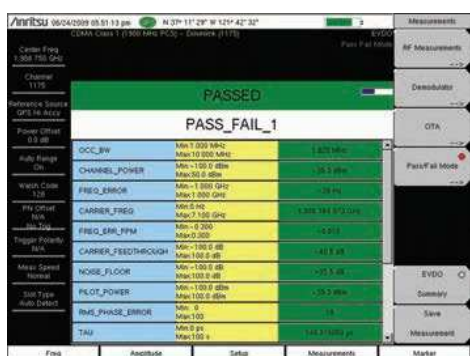 Anritsu 06/24/2009 05:51:13 pm N 37° 11' 29" W 121° 42' 32"
Measurements
CDMA Class 1 (1900 MHz PCS) - Downlink (1175)
EVDO
Pass Fail Mode
Center Freq
1.988 750 GHz
RF Measurements
-->
Channel
1175
Demodulator
-->
PASSED
Reference Source
GPS Hi Accy
OTA
-->
PASS_FAIL_1
Power Offset
0.0 dB
OCC_BW
Min:1.000 MHz
Max:10.000 MHz
Auto Range
On
CHANNEL_POWER
Min:-100.0 dBm
Max:50.0 dBm
Pass/Fail Mode
-->
Walsh Code
128
FREQ_ERROR
Min:-1.000 GHz
Max:1.000 GHz
PN Offset
N/A
No Trig
CARRIER_FREQ
Min:0 Hz
Max:7.100 GHz
FREQ_ERR_PPM
Min:-0.200
Max:0.300
Trigger Polarity
N/A
CARRIER_FEEDTHROUGH
Min:-100.0 dB
Max:100.0 dB
Meas Speed
Normal
NOISE_FLOOR
Min:-100.0 dB
Max:100.0 dB
EVDO
Summary
Slot Type
Auto Detect
PILOT_POWER
Min:-100.0 dBm
Max:100.0 dBm
RMS_PHASE_ERROR
Min: 0
Max:100
Save
Measurement
TAU
Min:0 ps
Max:100 s
Freq
Amplitude
Setup
Measurements
Marker